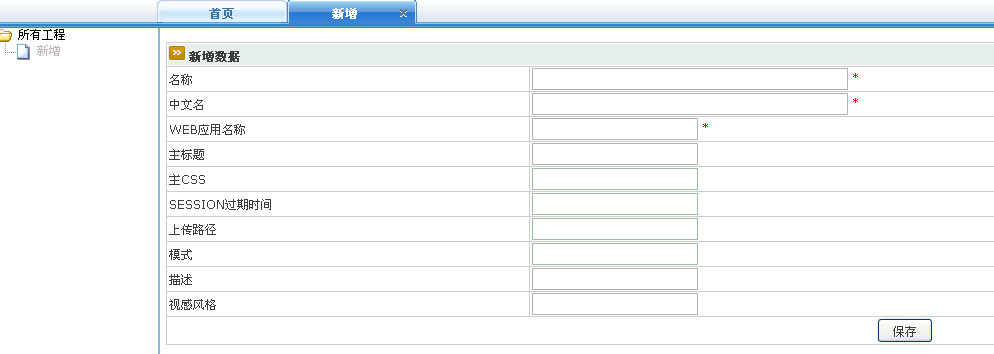 首页
新增
所有工程
新增
新增数据
名称 *
中文名 *
WEB应用名称 *
主标题
主CSS
SESSION过期时间
上传路径
模式
描述
视感风格
保存